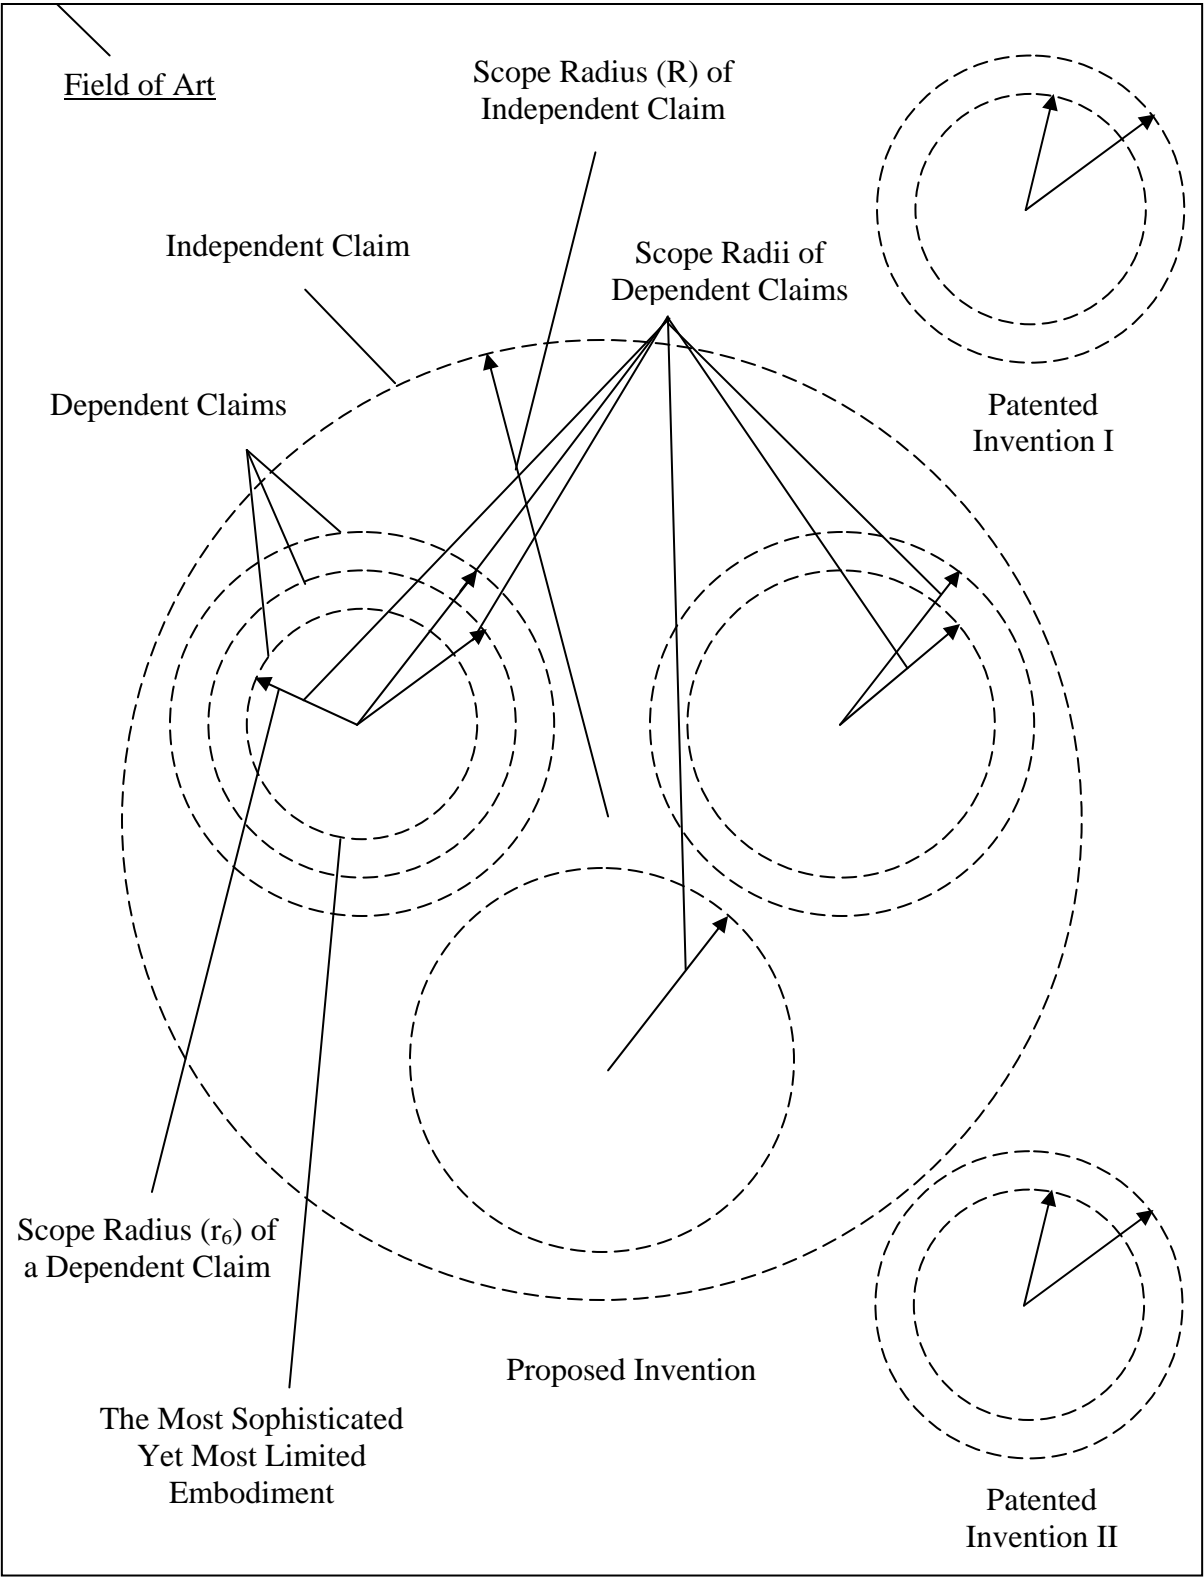 Field of Art
Scope Radius (R) of
Independent Claim
Independent Claim
Scope Radii of
Dependent Claims
Dependent Claims
Patented
Invention I
Scope Radius (r₆) of
a Dependent Claim
Proposed Invention
The Most Sophisticated
Yet Most Limited
Embodiment
Patented
Invention II